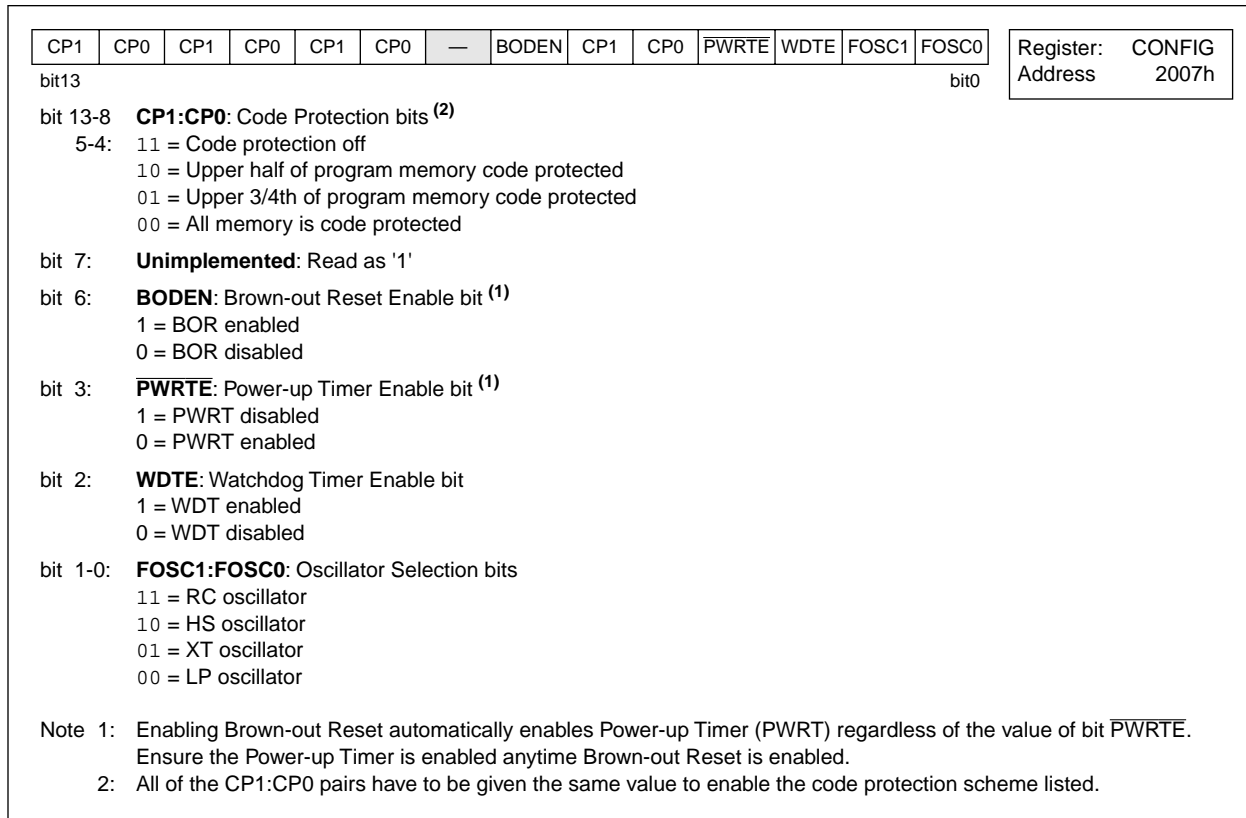 CP1 CP0 CP1 CP0 CP1 CP0 — BODEN CP1 CP0 PWRTE WDTE FOSC1 FOSC0
bit13 bit0
Register: CONFIG
Address 2007h
bit 13-8 CP1:CP0: Code Protection bits (2)
5-4: 11 = Code protection off
10 = Upper half of program memory code protected
01 = Upper 3/4th of program memory code protected
00 = All memory is code protected
bit 7: Unimplemented: Read as '1'
bit 6: BODEN: Brown-out Reset Enable bit (1)
1 = BOR enabled
0 = BOR disabled
bit 3: PWRTE: Power-up Timer Enable bit (1)
1 = PWRT disabled
0 = PWRT enabled
bit 2: WDTE: Watchdog Timer Enable bit
1 = WDT enabled
0 = WDT disabled
bit 1-0: FOSC1:FOSC0: Oscillator Selection bits
11 = RC oscillator
10 = HS oscillator
01 = XT oscillator
00 = LP oscillator
Note 1: Enabling Brown-out Reset automatically enables Power-up Timer (PWRT) regardless of the value of bit PWRTE.
Ensure the Power-up Timer is enabled anytime Brown-out Reset is enabled.
2: All of the CP1:CP0 pairs have to be given the same value to enable the code protection scheme listed.